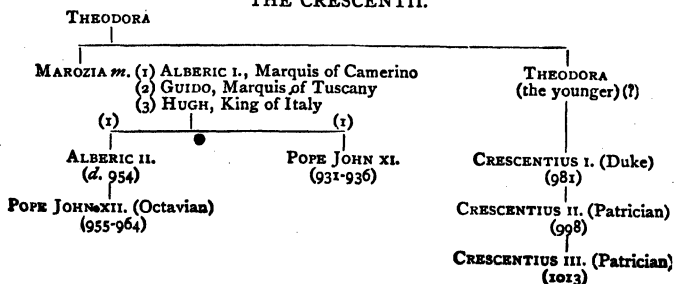 THE CRESCENTII.
THEODORA
MAROZIA m. (1) ALBERIC I., Marquis of Camerino
(2) GUIDO, Marquis of Tuscany
(3) HUGH, King of Italy
THEODORA
(the younger) (?)
(1) (1)
ALBERIC II.
(d. 954)
POPE JOHN XI.
(931-936)
CRESCENTIUS I. (Duke)
(981)
POPE JOHN XII. (Octavian)
(955-964)
CRESCENTIUS II. (Patrician)
(998)
CRESCENTIUS III. (Patrician)
(1013)